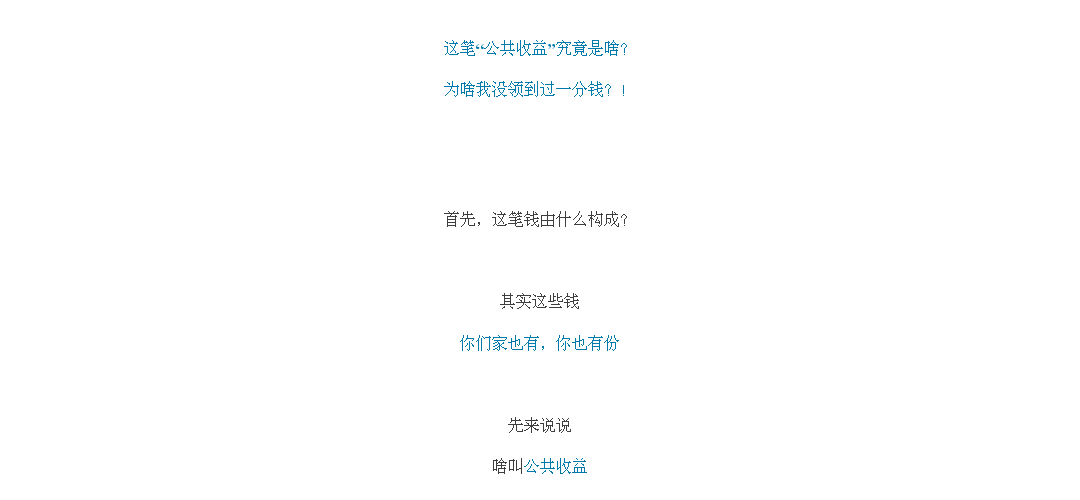 这笔“公共收益”究竟是啥？
为啥我没领到过一分钱？！
首先，这笔钱由什么构成？
其实这些钱
你们家也有，你也有份
先来说说
啥叫公共收益